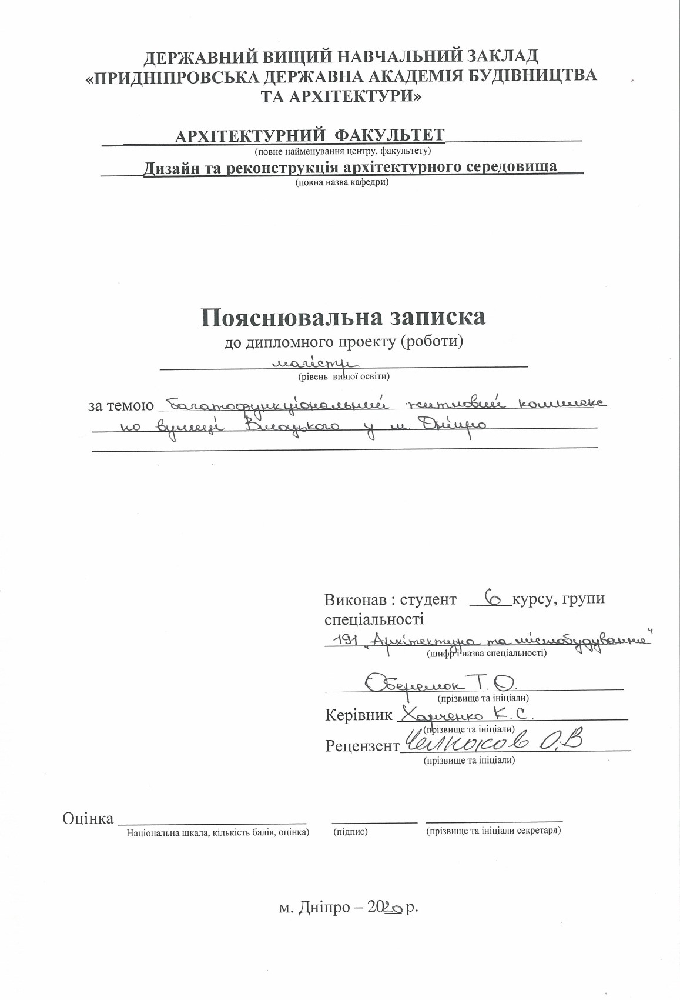 ДЕРЖАВНИЙ ВИЩИЙ НАВЧАЛЬНИЙ ЗАКЛАД
«ПРИДНІПРОВСЬКА ДЕРЖАВНА АКАДЕМІЯ БУДІВНИЦТВА
ТА АРХІТЕКТУРИ»
АРХІТЕКТУРНИЙ ФАКУЛЬТЕТ
(повне найменування центру, факультету)
Дизайн та реконструкція архітектурного середовища
(повна назва кафедри)
Пояснювальна записка
до дипломного проекту (роботи)
магістр
(рівень вищої освіти)
за темою Багатофункціональний житловий комплекс
по вулиці Висоцького у м. Дніпро
Виконав : студент 6 курсу, групи
спеціальності
191 „Архітектура та містобудування"
(шифр і назва спеціальності)
Оберемок Т. О.
(прізвище та ініціали)
Керівник Харченко К. С.
(прізвище та ініціали)
Рецензент О.В
(прізвище та ініціали)
Оцінка
Національна шкала, кількість балів, оцінка) (підпис) (прізвище та ініціали секретаря)
м. Дніпро – 2020 р.